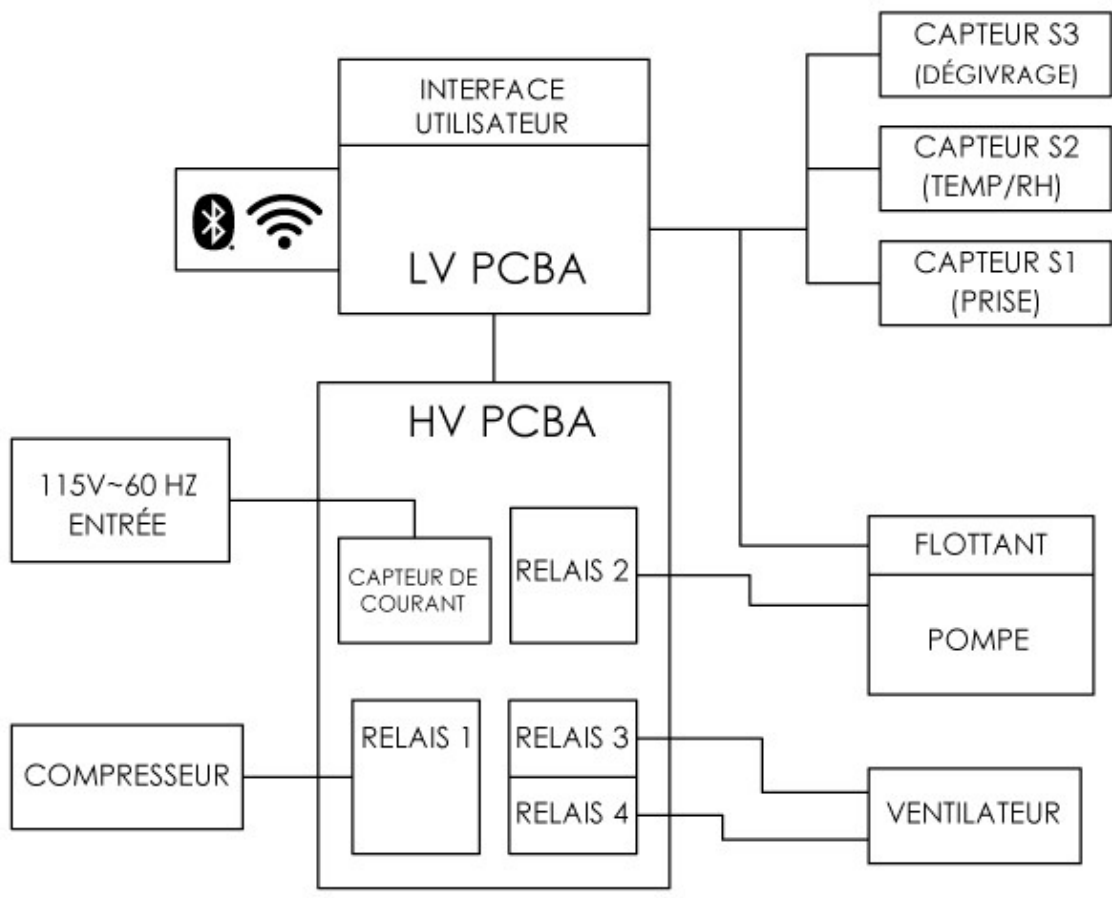 CAPTEUR S3
(DÉGIVRAGE)
INTERFACE
UTILISATEUR
CAPTEUR S2
(TEMP/RH)
LV PCBA
CAPTEUR S1
(PRISE)
HV PCBA
115V~60 HZ
ENTRÉE
CAPTEUR DE
COURANT
RELAIS 2
FLOTTANT
POMPE
COMPRESSEUR
RELAIS 1
RELAIS 3
RELAIS 4
VENTILATEUR